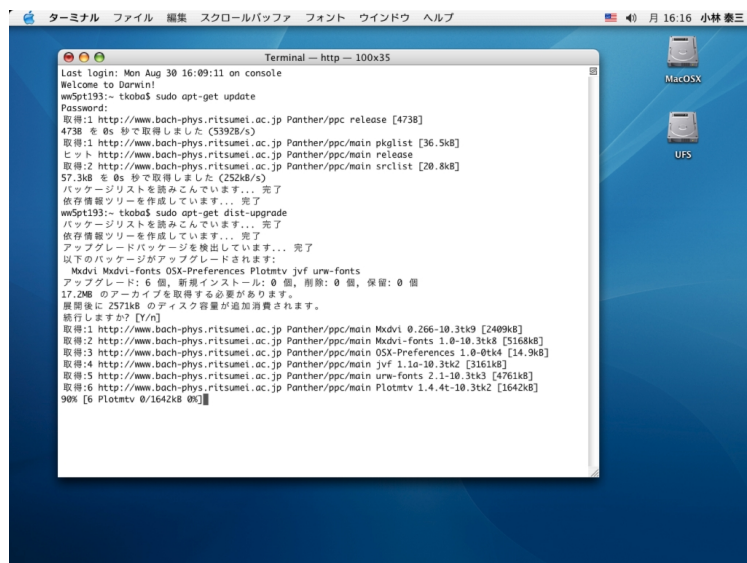 ターミナル ファイル 編集 スクロールバッファ フォント ウインドウ ヘルプ 月 16:16 小林 泰三
Terminal — http — 100x35
Last login: Mon Aug 30 16:09:11 on console
Welcome to Darwin!
ww5pt193:~ tkoba$ sudo apt-get update
Password:
取得:1 http://www.bach-phys.ritsumei.ac.jp Panther/ppc release [473B]
473B を 0s 秒で取得しました (5392B/s)
取得:1 http://www.bach-phys.ritsumei.ac.jp Panther/ppc/main pkglist [36.5kB]
ヒット http://www.bach-phys.ritsumei.ac.jp Panther/ppc/main release
取得:2 http://www.bach-phys.ritsumei.ac.jp Panther/ppc/main srclist [20.8kB]
57.3kB を 0s 秒で取得しました (252kB/s)
パッケージリストを読みこんでいます... 完了
依存情報ツリーを作成しています... 完了
ww5pt193:~ tkoba$ sudo apt-get dist-upgrade
パッケージリストを読みこんでいます... 完了
依存情報ツリーを作成しています... 完了
アップグレードパッケージを検出しています... 完了
以下のパッケージがアップグレードされます:
Mxdvi Mxdvi-fonts OSX-Preferences Plotmtv jvf urw-fonts
アップグレード: 6 個, 新規インストール: 0 個, 削除: 0 個, 保留: 0 個
17.2MB のアーカイブを取得する必要があります。
展開後に 2571kB のディスク容量が追加消費されます。
続行しますか? [Y/n]
取得:1 http://www.bach-phys.ritsumei.ac.jp Panther/ppc/main Mxdvi 0.266-10.3tk9 [2409kB]
取得:2 http://www.bach-phys.ritsumei.ac.jp Panther/ppc/main Mxdvi-fonts 1.0-10.3tk8 [5168kB]
取得:3 http://www.bach-phys.ritsumei.ac.jp Panther/ppc/main OSX-Preferences 1.0-0tk4 [14.9kB]
取得:4 http://www.bach-phys.ritsumei.ac.jp Panther/ppc/main jvf 1.1a-10.3tk2 [3161kB]
取得:5 http://www.bach-phys.ritsumei.ac.jp Panther/ppc/main urw-fonts 2.1-10.3tk3 [4761kB]
取得:6 http://www.bach-phys.ritsumei.ac.jp Panther/ppc/main Plotmtv 1.4.4t-10.3tk2 [1642kB]
90% [6 Plotmtv 0/1642kB 0%]
MacOSX
UFS